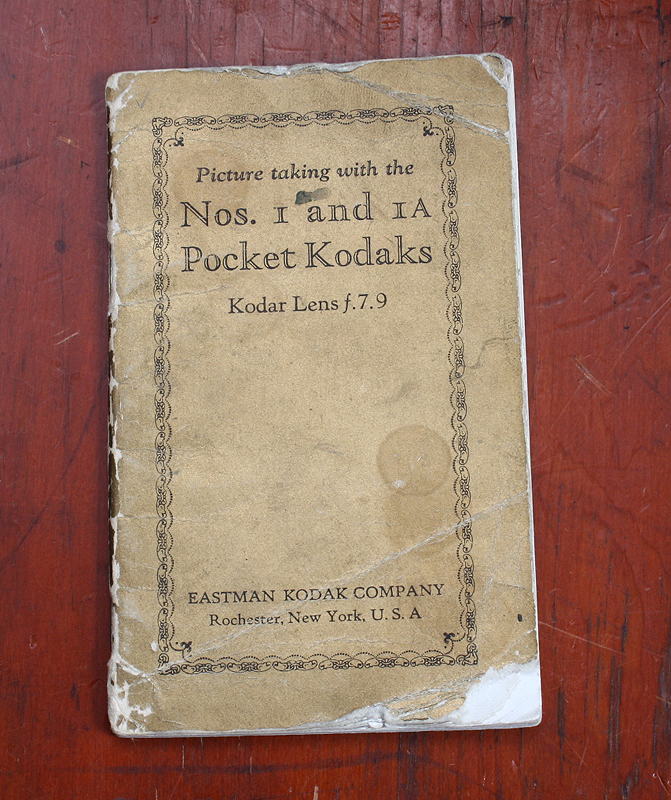 Picture taking with the
Nos. 1 and 1A
Pocket Kodaks
Kodar Lens f.7.9
EASTMAN KODAK COMPANY
Rochester, New York, U. S. A